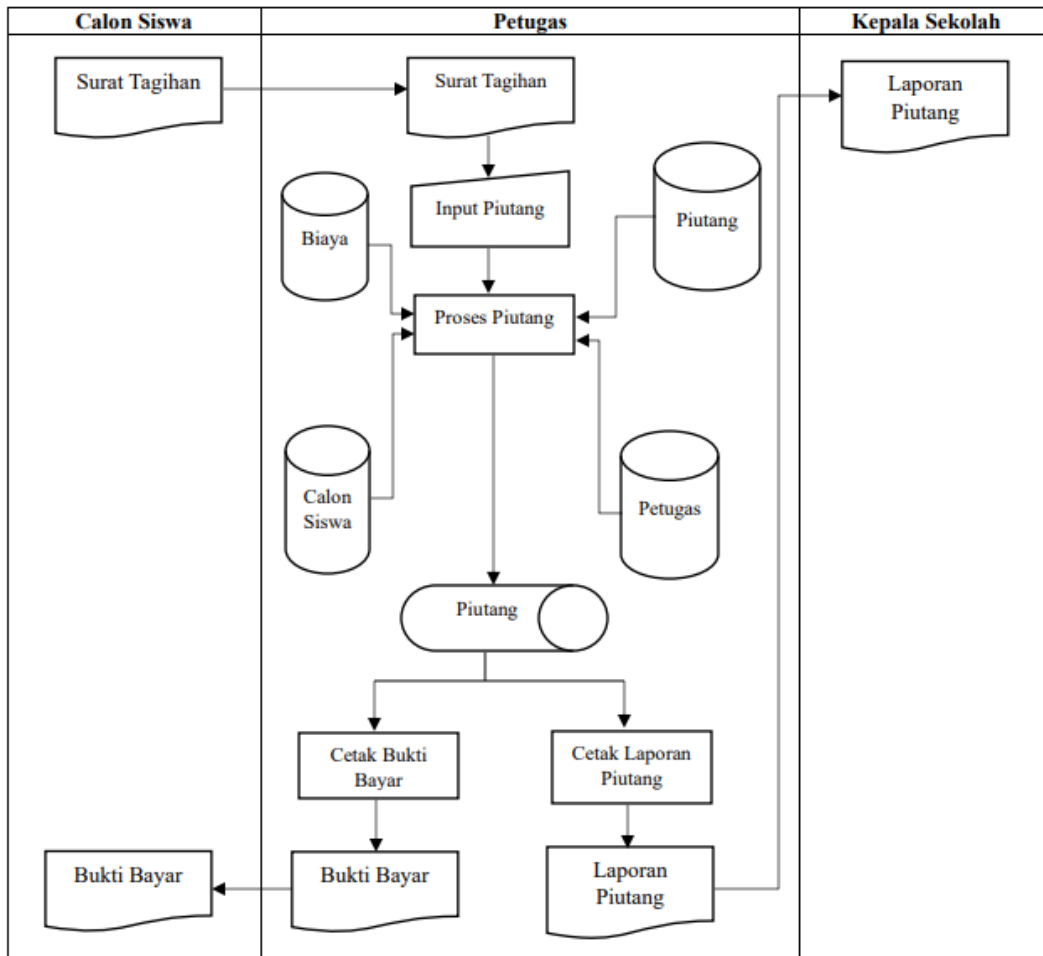 Calon Siswa
Petugas
Kepala Sekolah
Surat Tagihan
Surat Tagihan
Laporan
Piutang
Input Piutang
Biaya
Piutang
Proses Piutang
Calon
Siswa
Petugas
Piutang
Cetak Bukti
Bayar
Cetak Laporan
Piutang
Bukti Bayar
Bukti Bayar
Laporan
Piutang